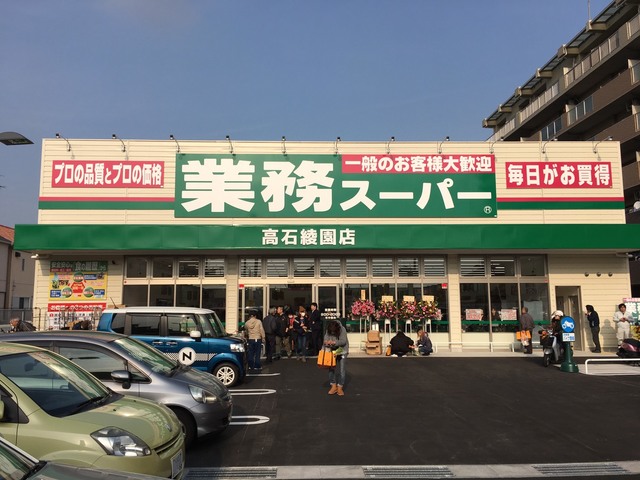 プロの品質とプロの価格
業務スーパー
一般のお客様大歓迎
®
毎日がお買得
高石綾園店
N